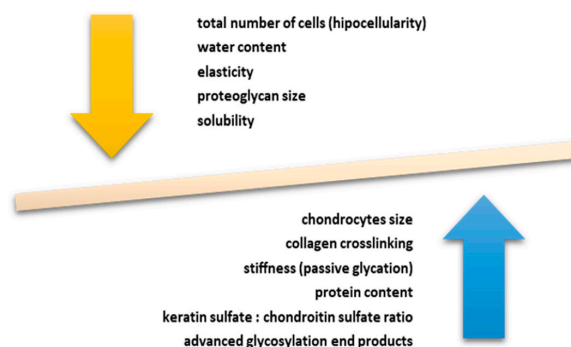 total number of cells (hipocellularity)
water content
elasticity
proteoglycan size
solubility
chondrocytes size
collagen crosslinking
stiffness (passive glycation)
protein content
keratin sulfate : chondroitin sulfate ratio
advanced glycosylation end products